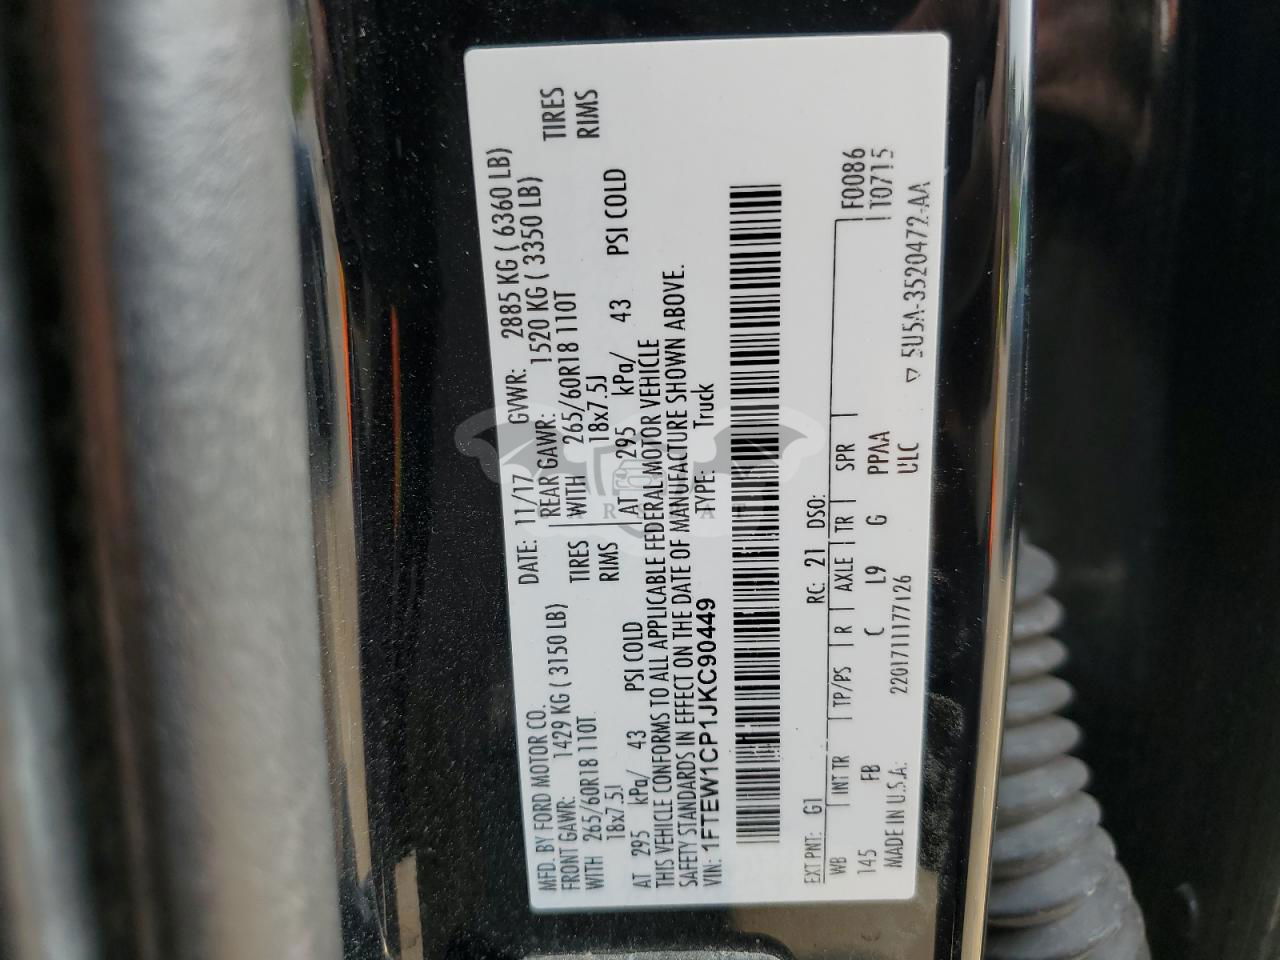 MFD. BY FORD MOTOR CO. DATE: 11/17 GVWR: 2885 KG ( 6360 LB)
FRONT GAWR: 1429 KG ( 3150 LB) REAR GAWR: 1520 KG ( 3350 LB)
WITH 265/60R18 110T TIRES WITH 265/60R18 110T TIRES
18x7.5J RIMS 18x7.5J RIMS
AT 295 kPa/ 43 PSI COLD AT 295 kPa/ 43 PSI COLD
THIS VEHICLE CONFORMS TO ALL APPLICABLE FEDERAL MOTOR VEHICLE
SAFETY STANDARDS IN EFFECT ON THE DATE OF MANUFACTURE SHOWN ABOVE.
VIN: 1FTEW1CP1JKC90449 TYPE: Truck
EXT PNT: G1 RC: 21 DSO: F0086
WB INT TR TP/PS R AXLE TR SPR T0715
145 FB C L9 G PPAA
MADE IN U.S.A. 220171117126 ULC ▽ 5U5A-3520472-AA